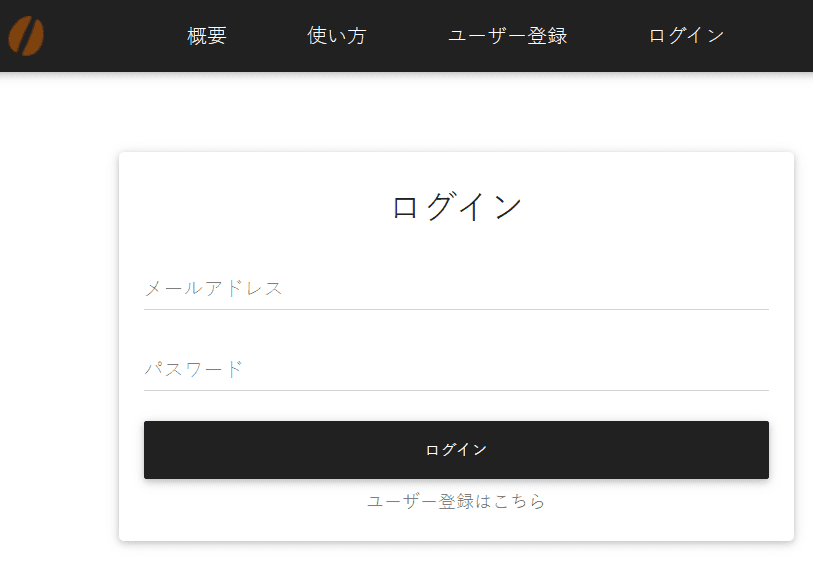 概要 使い方 ユーザー登録 ログイン
ログイン
メールアドレス
パスワード
ログイン
ユーザー登録はこちら